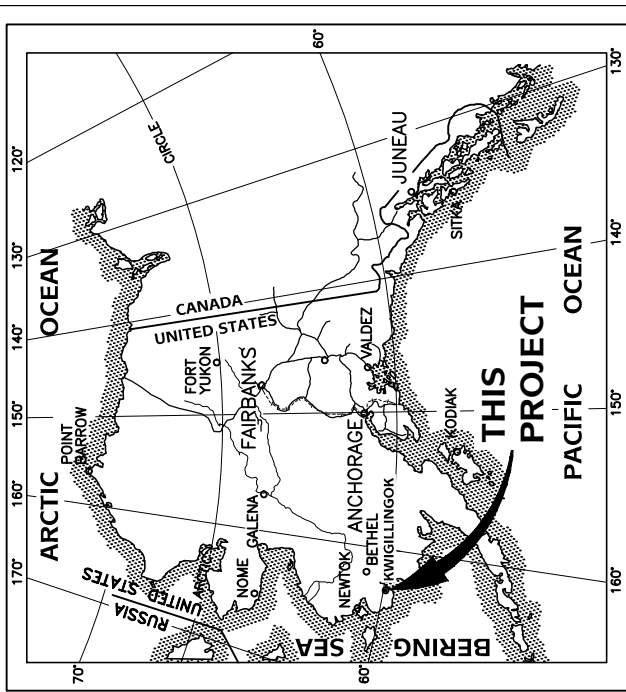 120°
130°
140°
150°
160°
170°
70°
60°
ARCTIC
OCEAN
POINT
BARROW
CIRCLE
CANADA
UNITED STATES
RUSSIA
UNITED STATES
FORT
YUKON
FAIRBANKS
GALENA
NOME
NEWTOK
BETHEL
KWIGILLINGOK
ANCHORAGE
VALDEZ
JUNEAU
SITKA
KODIAK
BERING
SEA
THIS
PROJECT
PACIFIC
OCEAN
60°
160°
150°
140°
130°